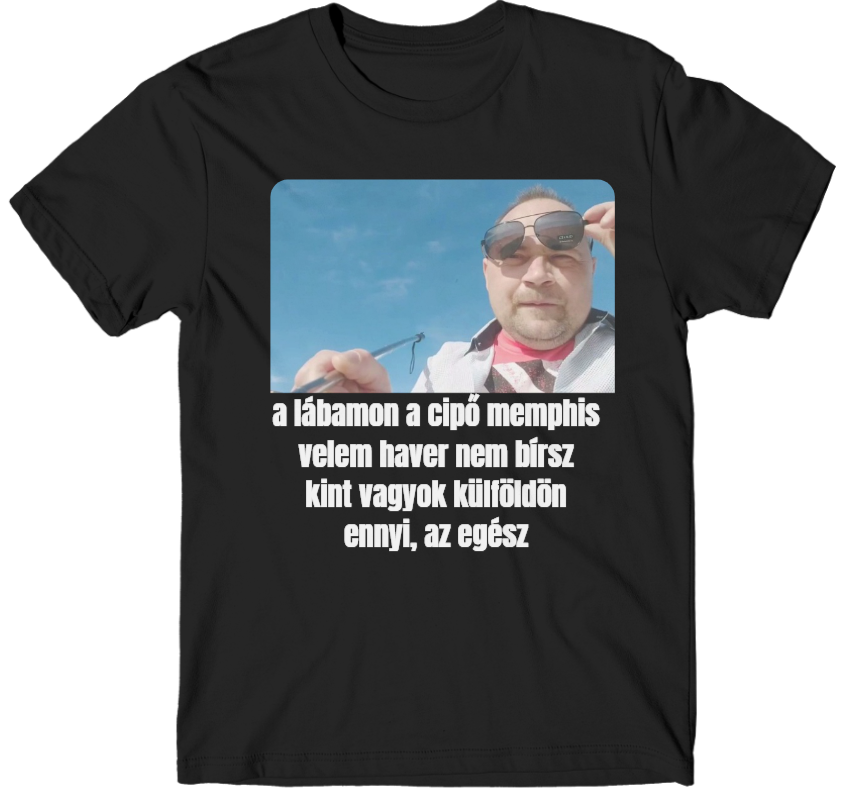 a lábamon a cipő memphis
velem haver nem bírsz
kint vagyok külföldön
ennyi, az egész